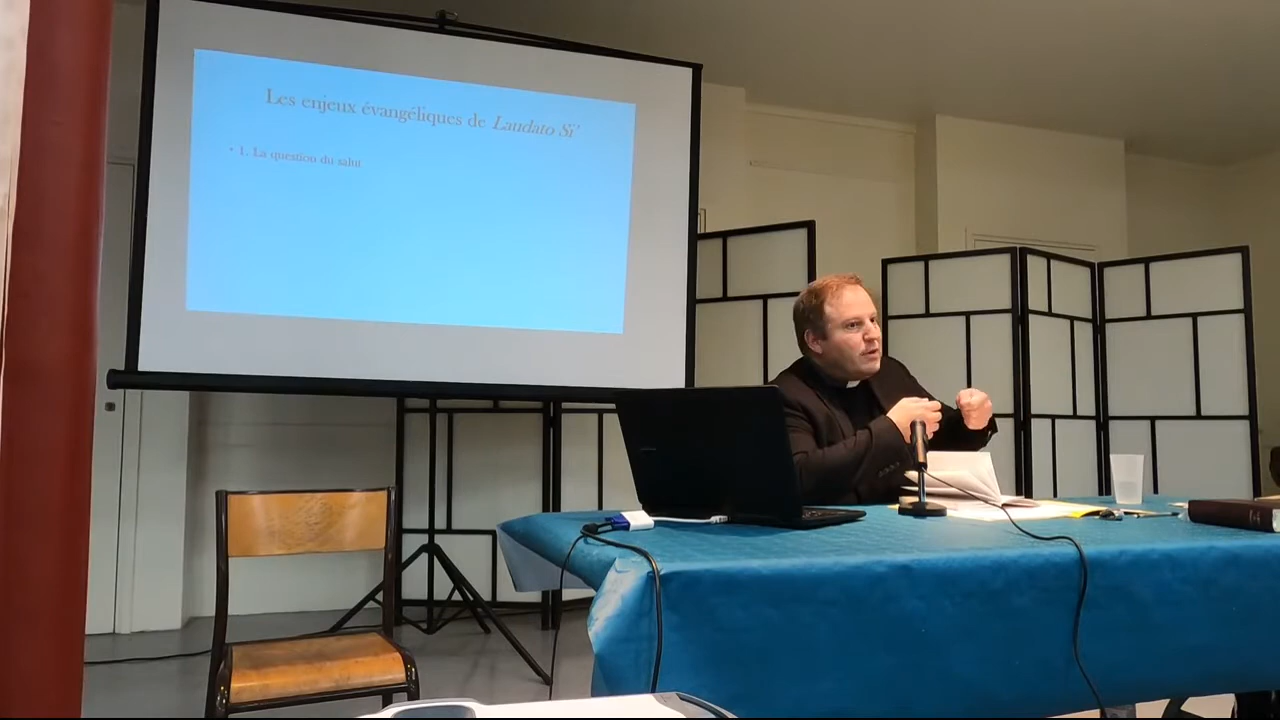 Les enjeux évangéliques de Laudato Si'
• 1. La question du salut